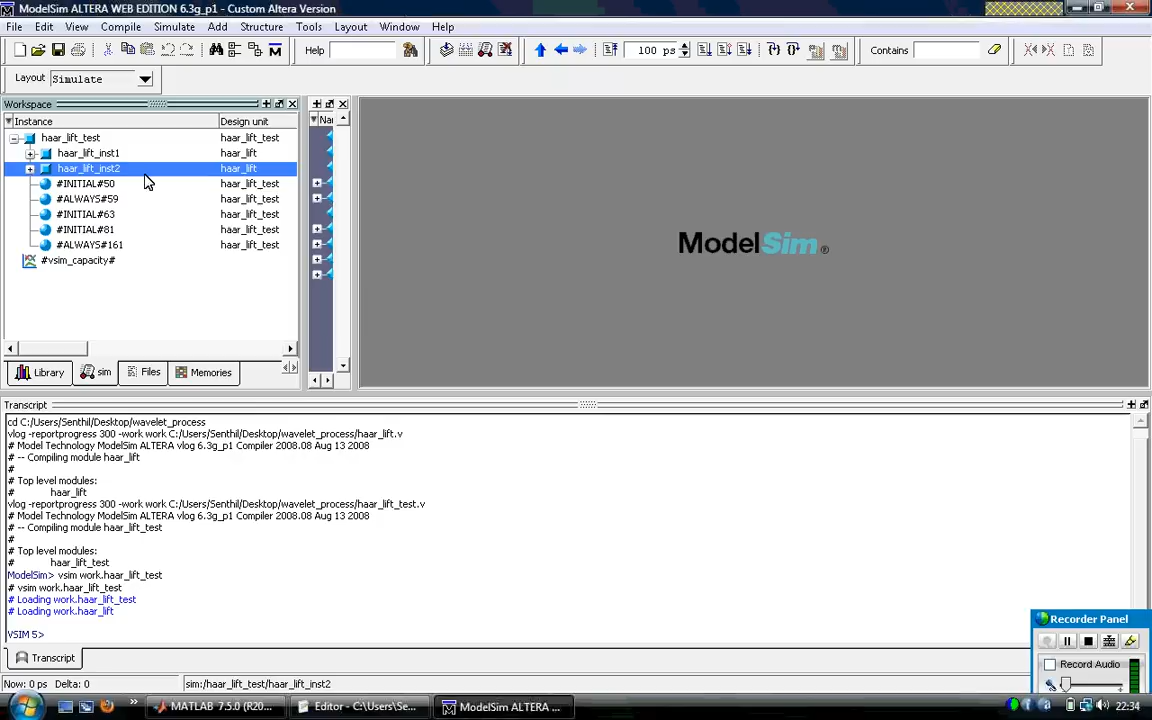 ModelSim ALTERA WEB EDITION 6.3g_p1 - Custom Altera Version
File Edit View Compile Simulate Add Structure Tools Layout Window Help
Help 100 ps Contains
Layout Simulate
Workspace
Instance Design unit
haar_lift_test haar_lift_test
haar_lift_inst1 haar_lift
haar_lift_inst2 haar_lift
#INITIAL#50 haar_lift_test
#ALWAYS#59 haar_lift_test
#INITIAL#63 haar_lift_test
#INITIAL#81 haar_lift_test
#ALWAYS#161 haar_lift_test
#vsim_capacity#
Library sim Files Memories
ModelSim ®
Transcript
cd C:/Users/Senthil/Desktop/wavelet_process
vlog -reportprogress 300 -work work C:/Users/Senthil/Desktop/wavelet_process/haar_lift.v
# Model Technology ModelSim ALTERA vlog 6.3g_p1 Compiler 2008.08 Aug 13 2008
# -- Compiling module haar_lift
#
# Top level modules:
# haar_lift
vlog -reportprogress 300 -work work C:/Users/Senthil/Desktop/wavelet_process/haar_lift_test.v
# Model Technology ModelSim ALTERA vlog 6.3g_p1 Compiler 2008.08 Aug 13 2008
# -- Compiling module haar_lift_test
#
# Top level modules:
# haar_lift_test
ModelSim> vsim work.haar_lift_test
# vsim work.haar_lift_test
# Loading work.haar_lift_test
# Loading work.haar_lift
VSIM 5>
Transcript
Now: 0 ps Delta: 0 sim:/haar_lift_test/haar_lift_inst2
Recorder Panel
Record Audio
MATLAB 7.5.0 (R20... Editor - C:\Users\Se... ModelSim ALTERA ... 22:34